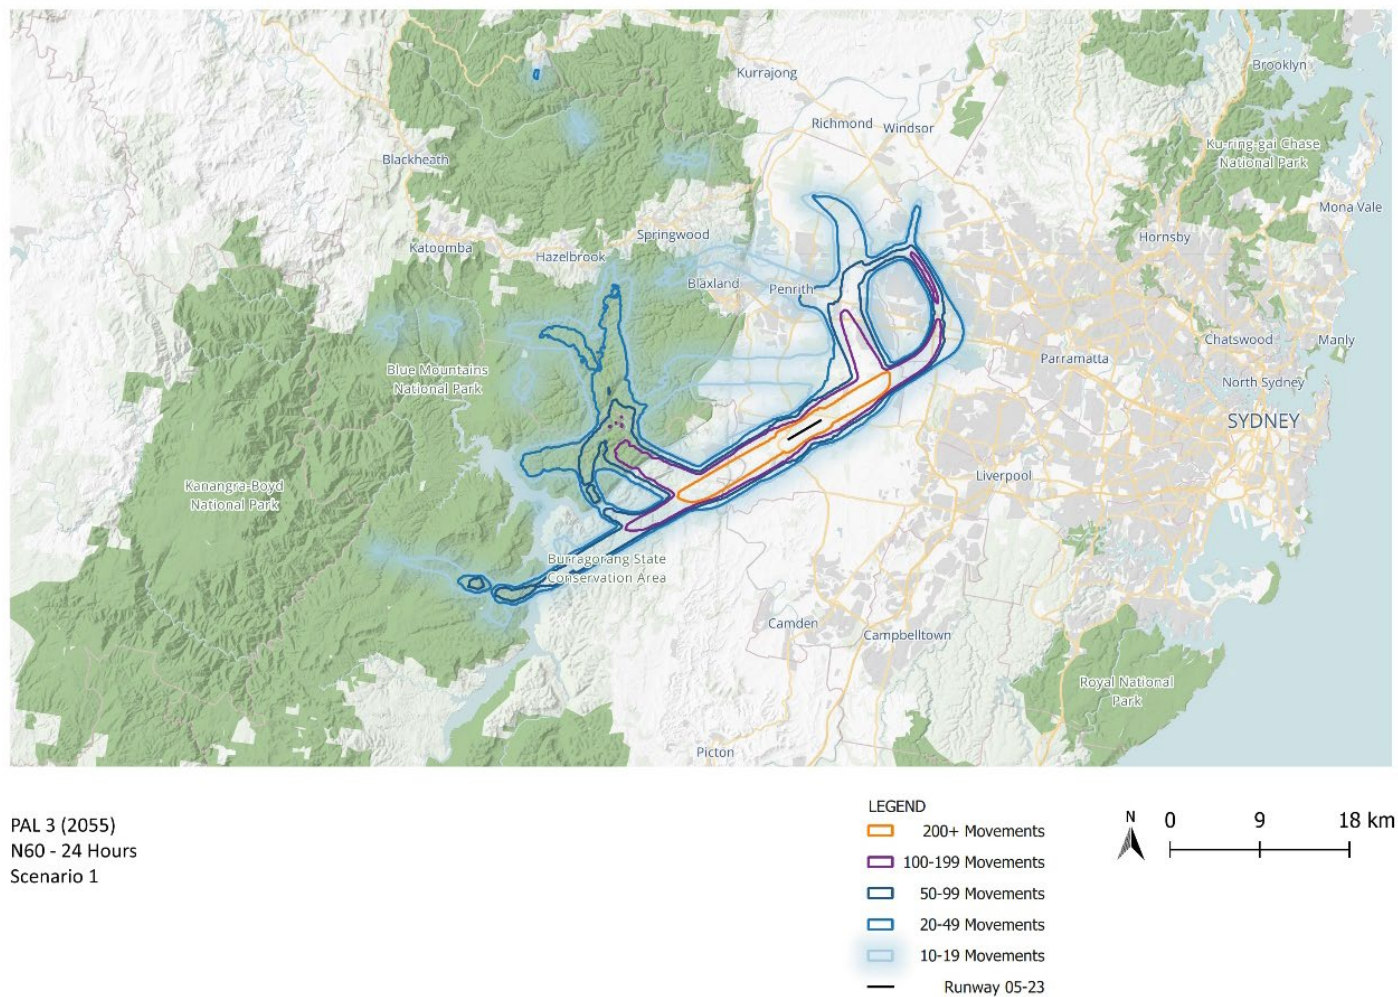 Brooklyn
Kurrajong
Richmond
Windsor
Ku-ring-gai Chase
National Park
Blackheath
Mona Vale
Springwood
Hornsby
Katoomba
Hazelbrook
Blaxland
Penrith
Chatswood
Manly
Parramatta
Blue Mountains
National Park
North Sydney
SYDNEY
Liverpool
Kanangra-Boyd
National Park
Burragorang State
Conservation Area
Camden
Campbelltown
Royal National
Park
Picton
PAL 3 (2055)
N60 - 24 Hours
Scenario 1
LEGEND
200+ Movements
100-199 Movements
50-99 Movements
20-49 Movements
10-19 Movements
Runway 05-23
N
0 9 18 km